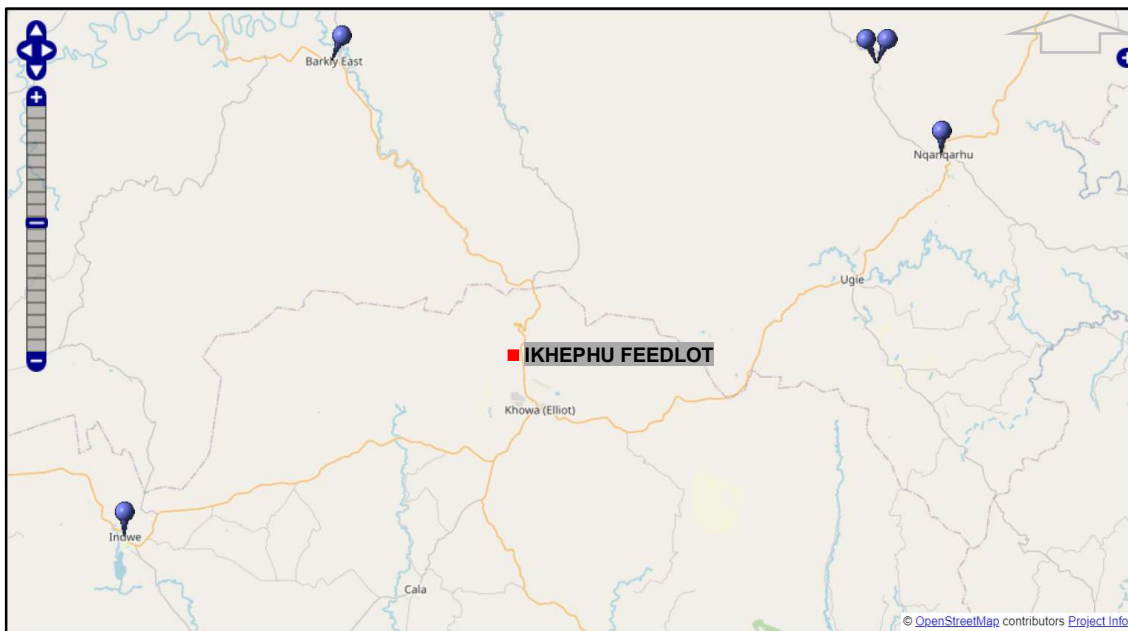 Barkly East
Nqanqarhu
Ugie
IKHEPHU FEEDLOT
Khowa (Elliot)
Indwe
Cala
© OpenStreetMap contributors Project Info